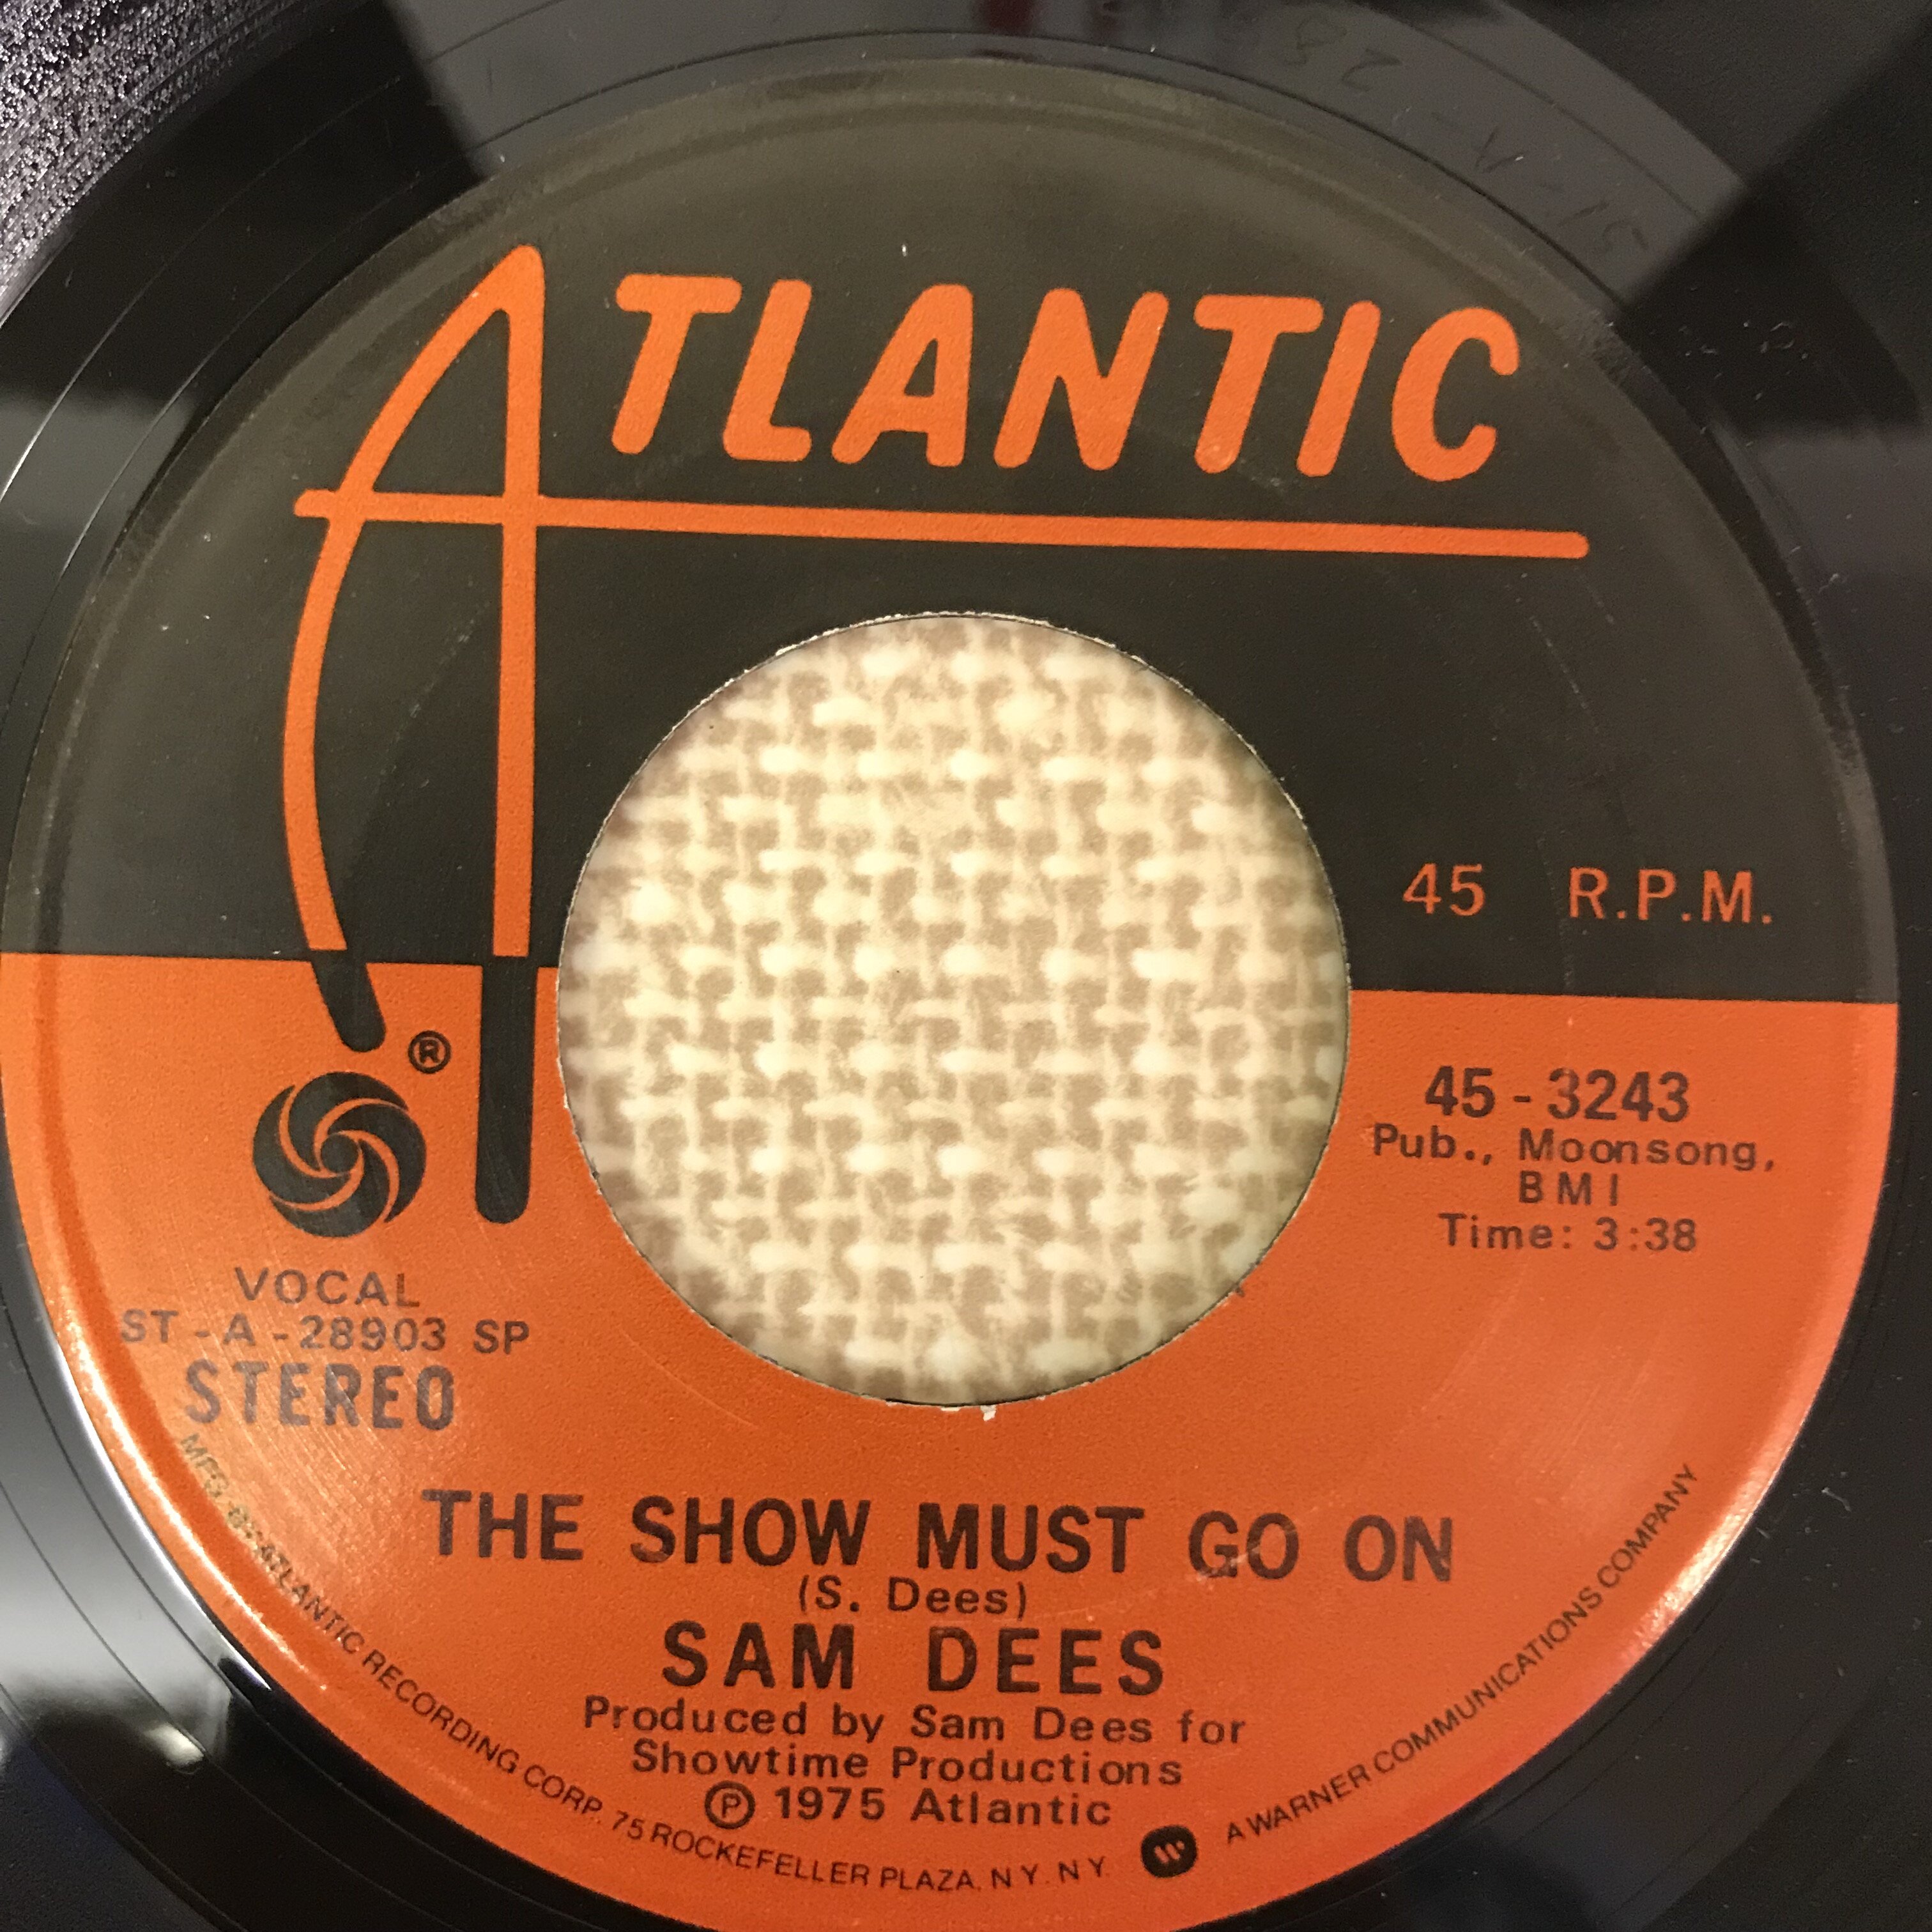 ATLANTIC
45 R.P.M.
®
45-3243
Pub., Moonsong,
BMI
Time: 3:38
VOCAL
ST-A-28903 SP
STEREO
THE SHOW MUST GO ON
(S. Dees)
SAM DEES
Produced by Sam Dees for
Showtime Productions
Ⓟ 1975 Atlantic
MFG. BY ATLANTIC RECORDING CORP. 75 ROCKEFELLER PLAZA. N.Y. N.Y. A WARNER COMMUNICATIONS COMPANY